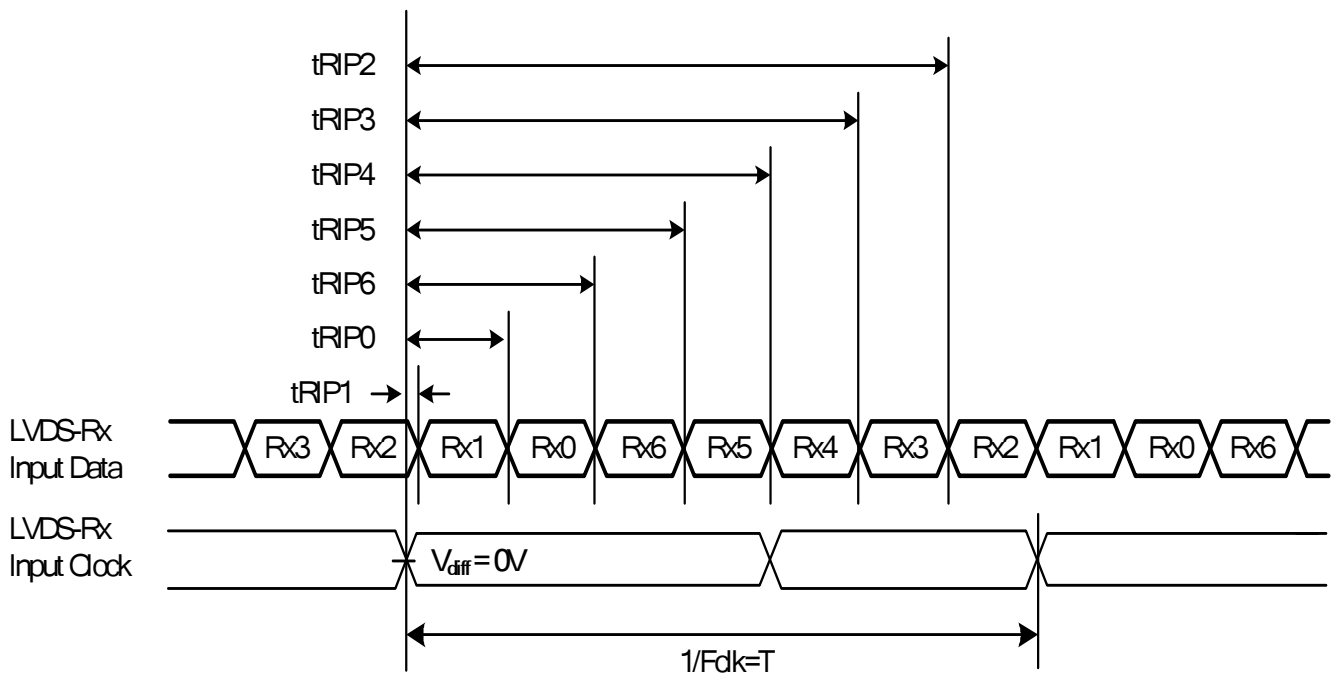 tRIP2
tRIP3
tRIP4
tRIP5
tRIP6
tRIP0
tRIP1
LVDS-Rx
Input Data
Rx3 Rx2 Rx1 Rx0 Rx6 Rx5 Rx4 Rx3 Rx2 Rx1 Rx0 Rx6
LVDS-Rx
Input Clock
Vdiff = 0V
1/Fclk=T